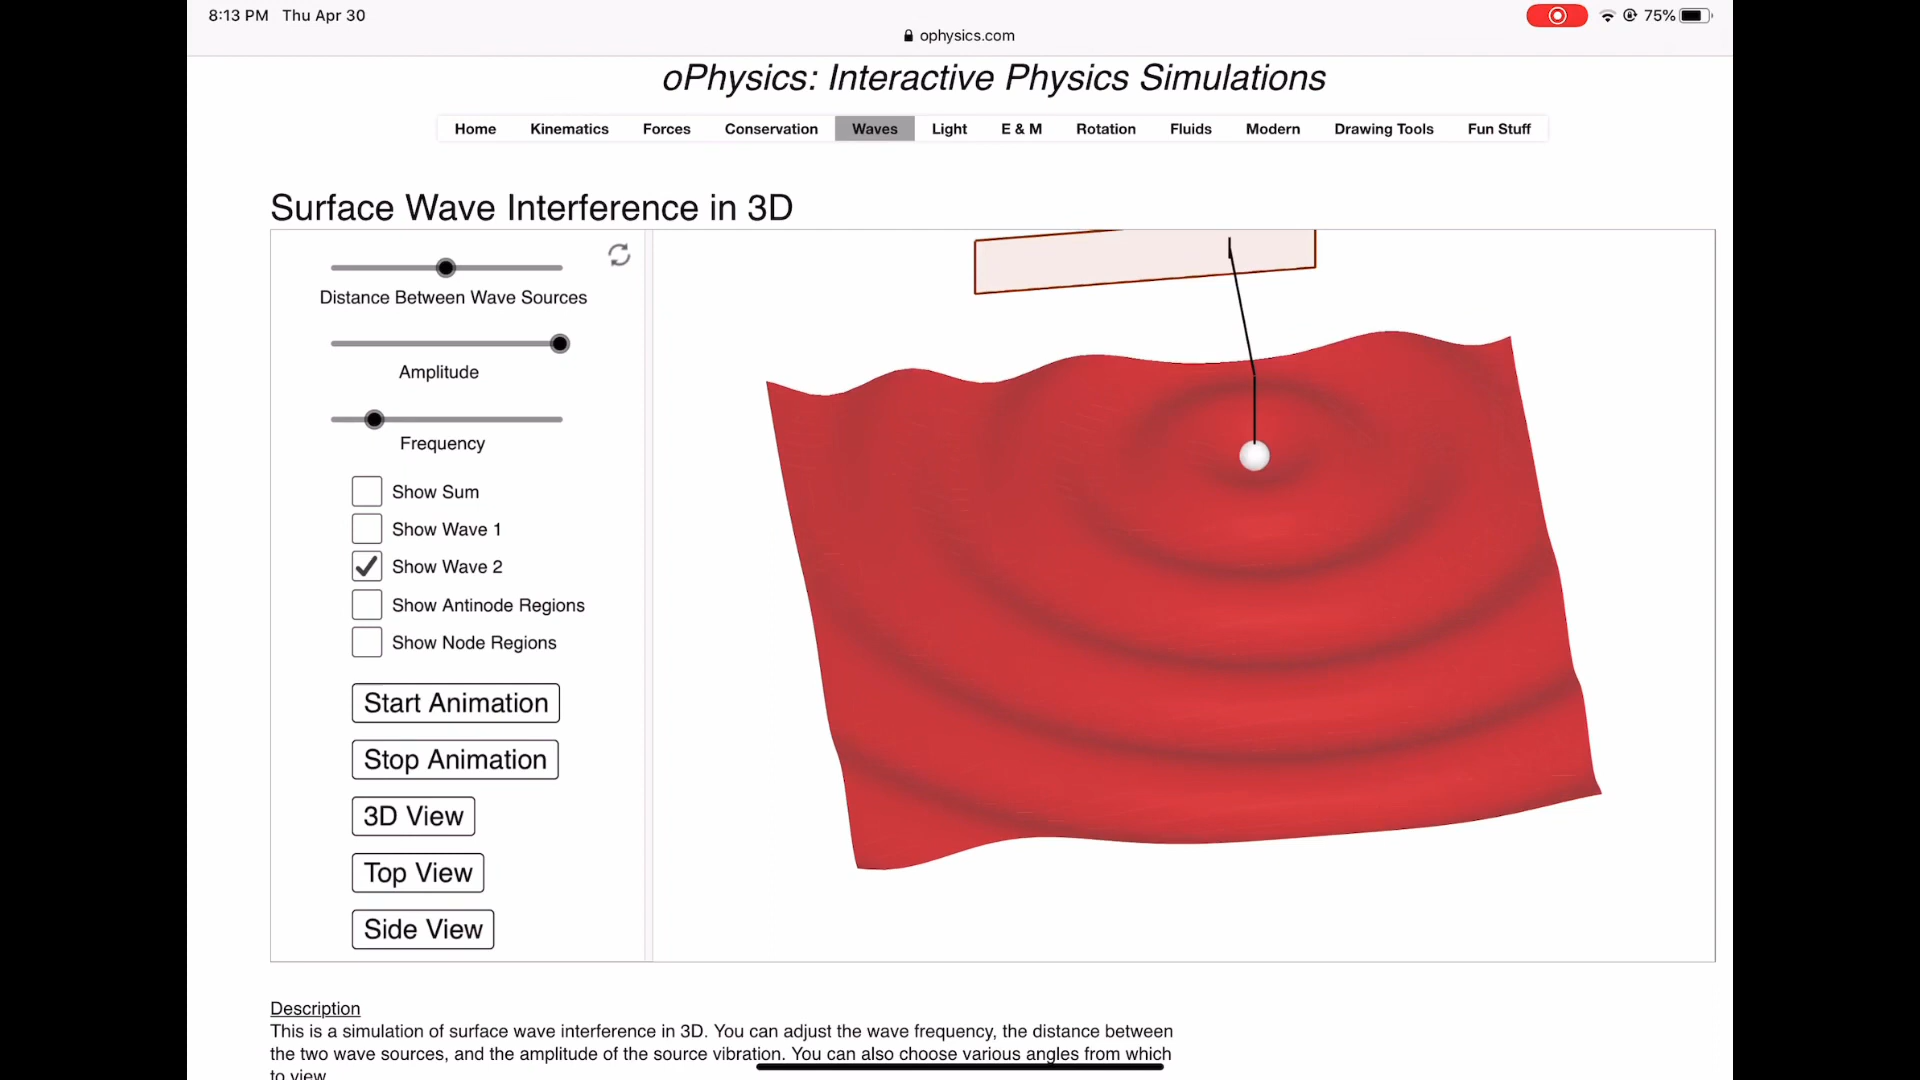 8:13 PM Thu Apr 30
75%
ophysics.com
oPhysics: Interactive Physics Simulations
Home Kinematics Forces Conservation Waves Light E & M Rotation Fluids Modern Drawing Tools Fun Stuff
Surface Wave Interference in 3D
Distance Between Wave Sources
Amplitude
Frequency
Show Sum
Show Wave 1
Show Wave 2
Show Antinode Regions
Show Node Regions
Start Animation
Stop Animation
3D View
Top View
Side View
Description
This is a simulation of surface wave interference in 3D. You can adjust the wave frequency, the distance between
the two wave sources, and the amplitude of the source vibration. You can also choose various angles from which
to view.